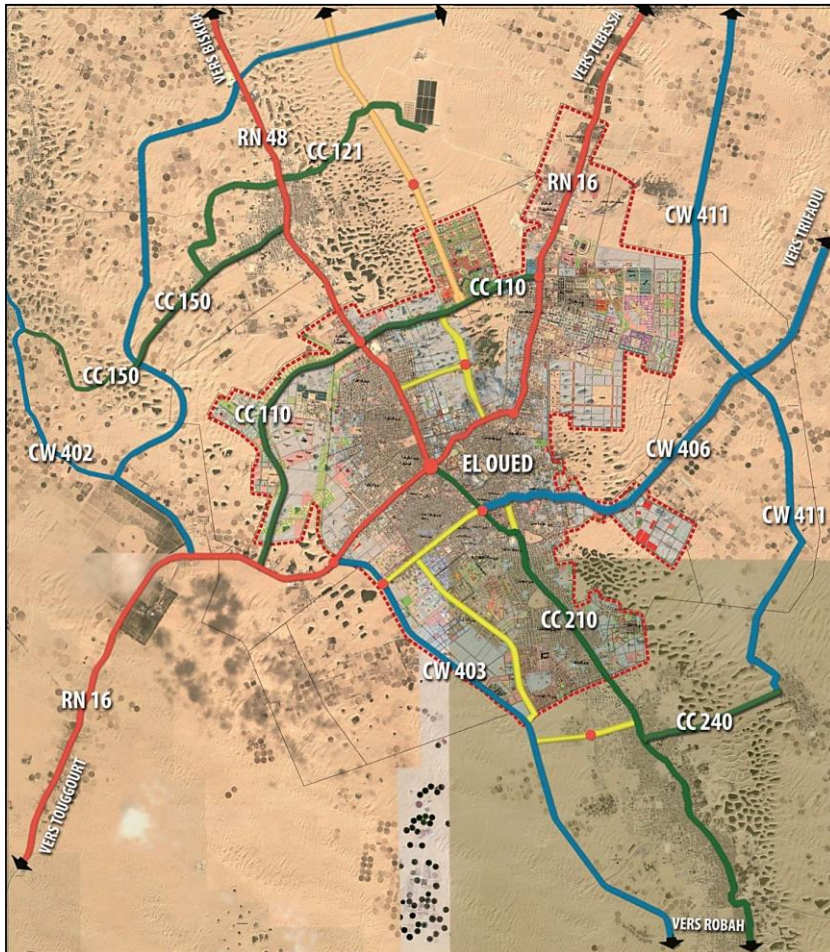 VERS BISKRA
VERS TEBESSA
RN 48
CC 121
RN 16
CW 411
VERS TRIFAOUI
CC 110
CC 150
CC 150
CC 110
CW 402
EL OUED
CW 406
CW 411
CC 210
CW 403
RN 16
CC 240
VERS TOUGGOURT
VERS ROBAH